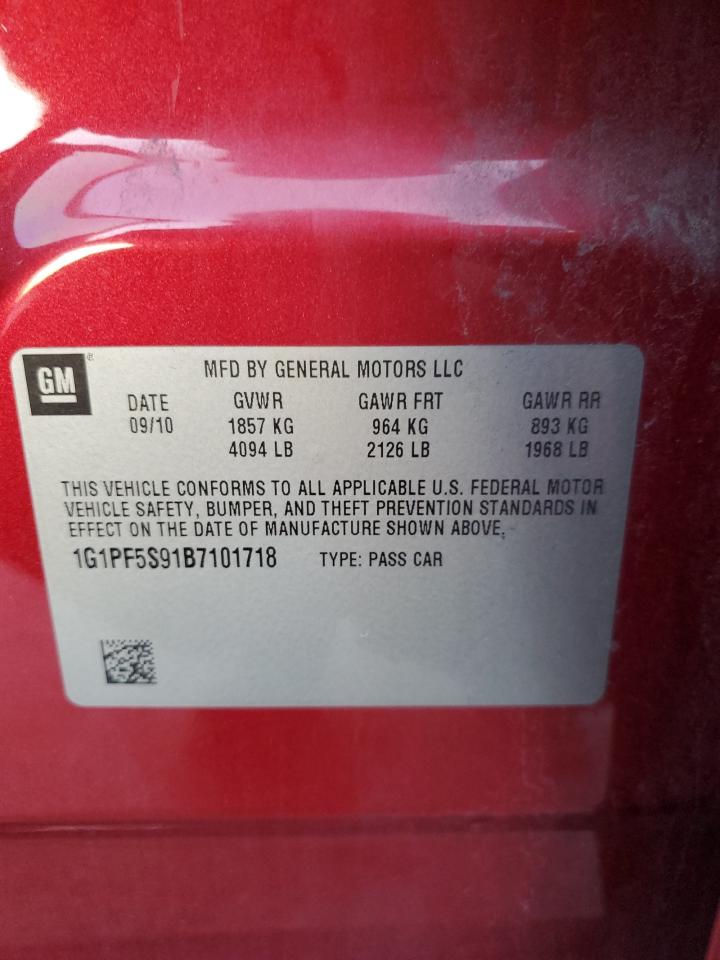 GM®
MFD BY GENERAL MOTORS LLC
DATE GVWR GAWR FRT GAWR RR
09/10 1857 KG 964 KG 893 KG
4094 LB 2126 LB 1968 LB
THIS VEHICLE CONFORMS TO ALL APPLICABLE U.S. FEDERAL MOTOR
VEHICLE SAFETY, BUMPER, AND THEFT PREVENTION STANDARDS IN
EFFECT ON THE DATE OF MANUFACTURE SHOWN ABOVE.
1G1PF5S91B7101718 TYPE: PASS CAR